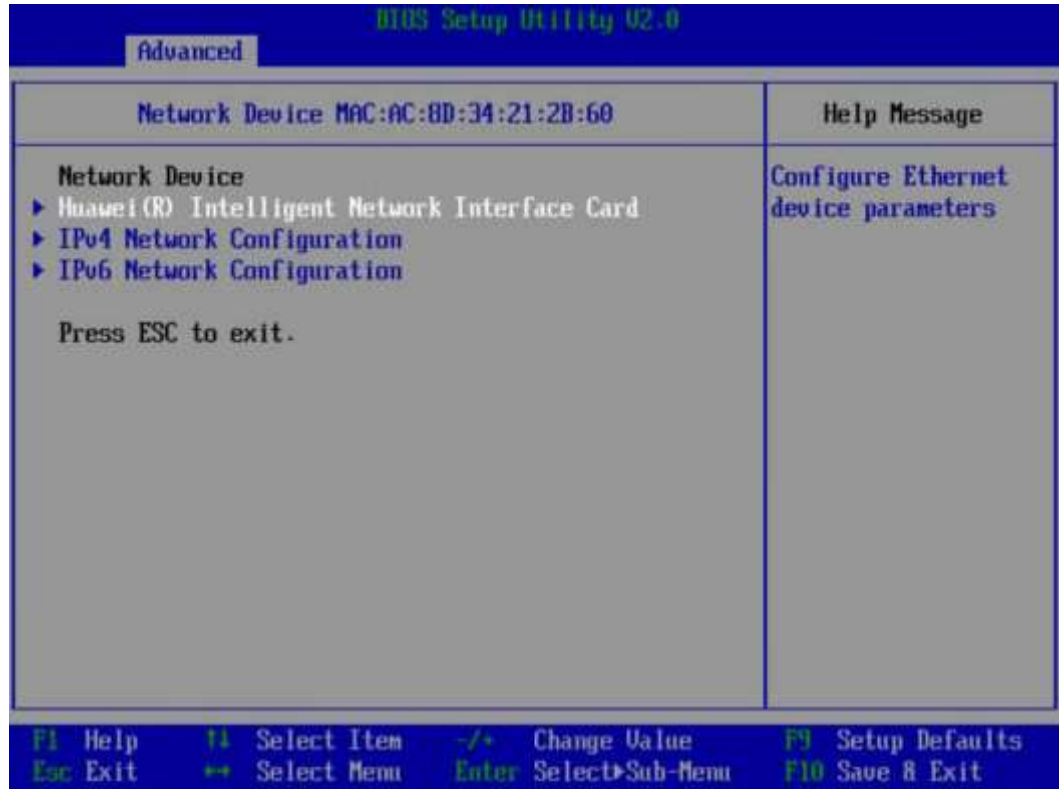 BIOS Setup Utility V2.0
Advanced
Network Device MAC:AC:8D:34:21:2B:60
Help Message
Network Device
Huawei(R) Intelligent Network Interface Card
IPv4 Network Configuration
IPv6 Network Configuration
Press ESC to exit.
Configure Ethernet
device parameters
F1 Help ↑↓ Select Item -/+ Change Value F9 Setup Defaults
Esc Exit ←→ Select Menu Enter Select▶Sub-Menu F10 Save & Exit